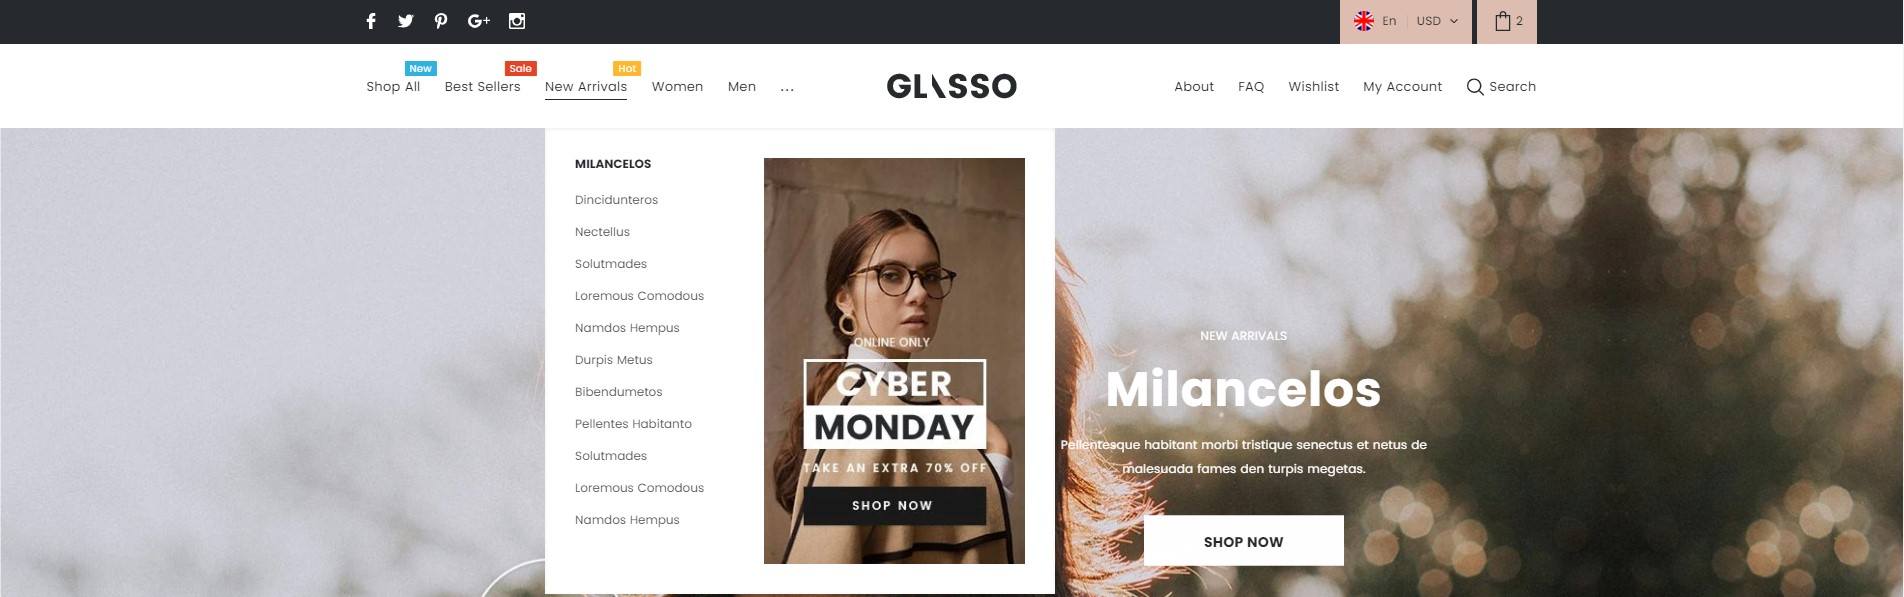 En
USD
2
New
Sale
Hot
Shop All
Best Sellers
New Arrivals
Women
Men
...
GLASSO
About
FAQ
Wishlist
My Account
Search
MILANCELOS
Dincidunteros
Nectellus
Solutmades
Loremous Comodous
Namdos Hempus
Durpis Metus
Bibendumetos
Pellentes Habitanto
Solutmades
Loremous Comodous
Namdos Hempus
ONLINE ONLY
CYBER
MONDAY
TAKE AN EXTRA 70% OFF
SHOP NOW
NEW ARRIVALS
Milancelos
Pellentesque habitant morbi tristique senectus et netus de
malesuada fames den turpis megetas.
SHOP NOW